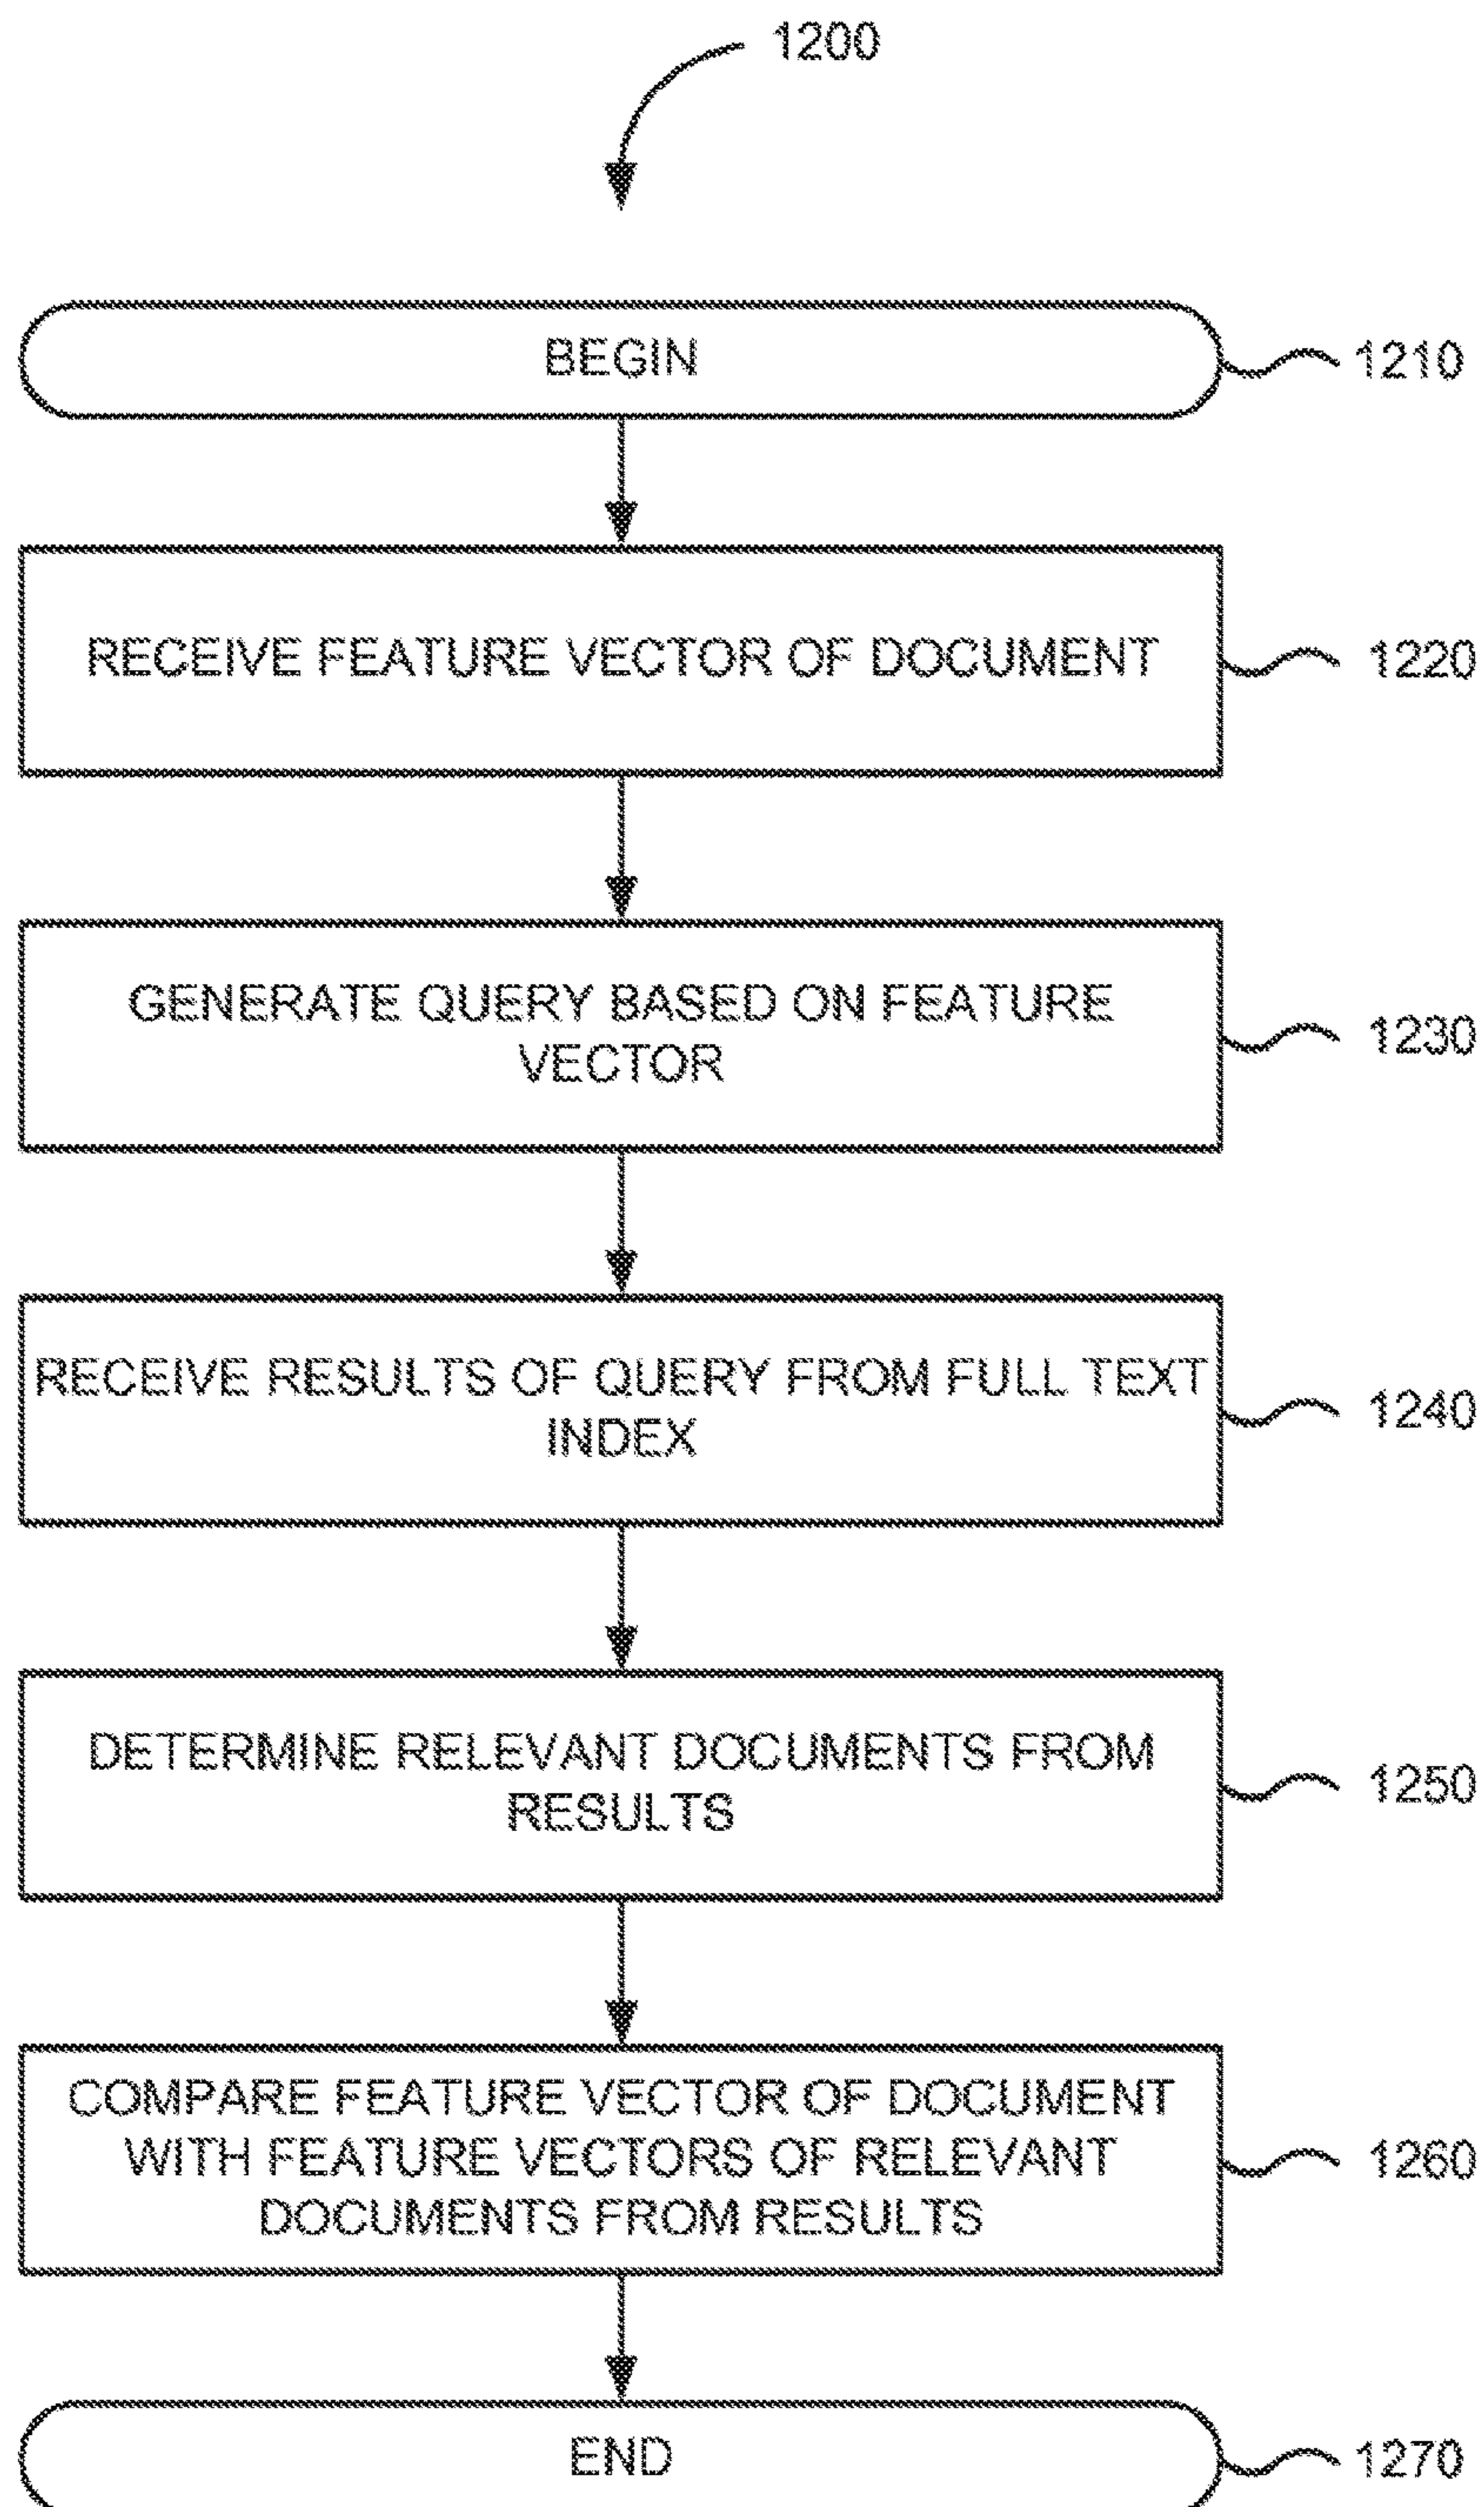 1200
BEGIN
1210
RECEIVE FEATURE VECTOR OF DOCUMENT
1220
GENERATE QUERY BASED ON FEATURE
VECTOR
1230
RECEIVE RESULTS OF QUERY FROM FULL TEXT
INDEX
1240
DETERMINE RELEVANT DOCUMENTS FROM
RESULTS
1250
COMPARE FEATURE VECTOR OF DOCUMENT
WITH FEATURE VECTORS OF RELEVANT
DOCUMENTS FROM RESULTS
1260
END
1270